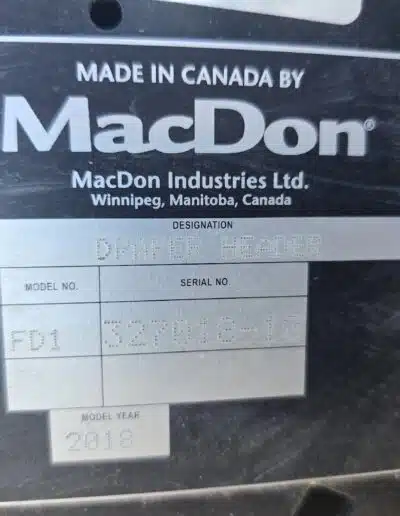 MADE IN CANADA BY
MacDon®
MacDon Industries Ltd.
Winnipeg, Manitoba, Canada
DESIGNATION
HEADER
MODEL NO.
SERIAL NO
FD1
MODEL YEAR
2018